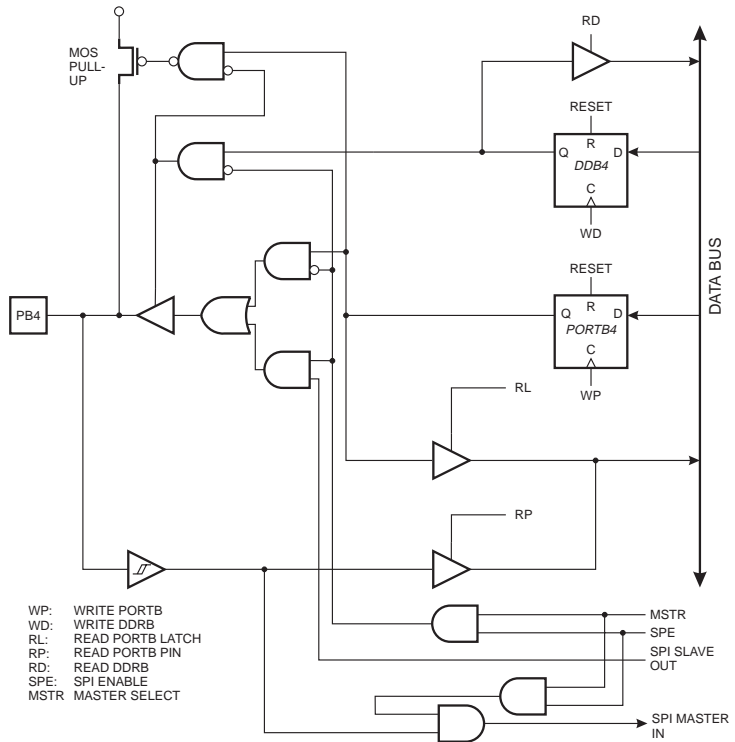 RD
MOS
PULL-
UP
RESET
R
Q
D
DDB4
C
WD
RESET
DATA BUS
R
PB4
Q
D
PORTB4
C
WP
RL
RP
WP: WRITE PORTB
WD: WRITE DDRB
RL: READ PORTB LATCH
RP: READ PORTB PIN
RD: READ DDRB
SPE: SPI ENABLE
MSTR MASTER SELECT
MSTR
SPE
SPI SLAVE
OUT
SPI MASTER
IN